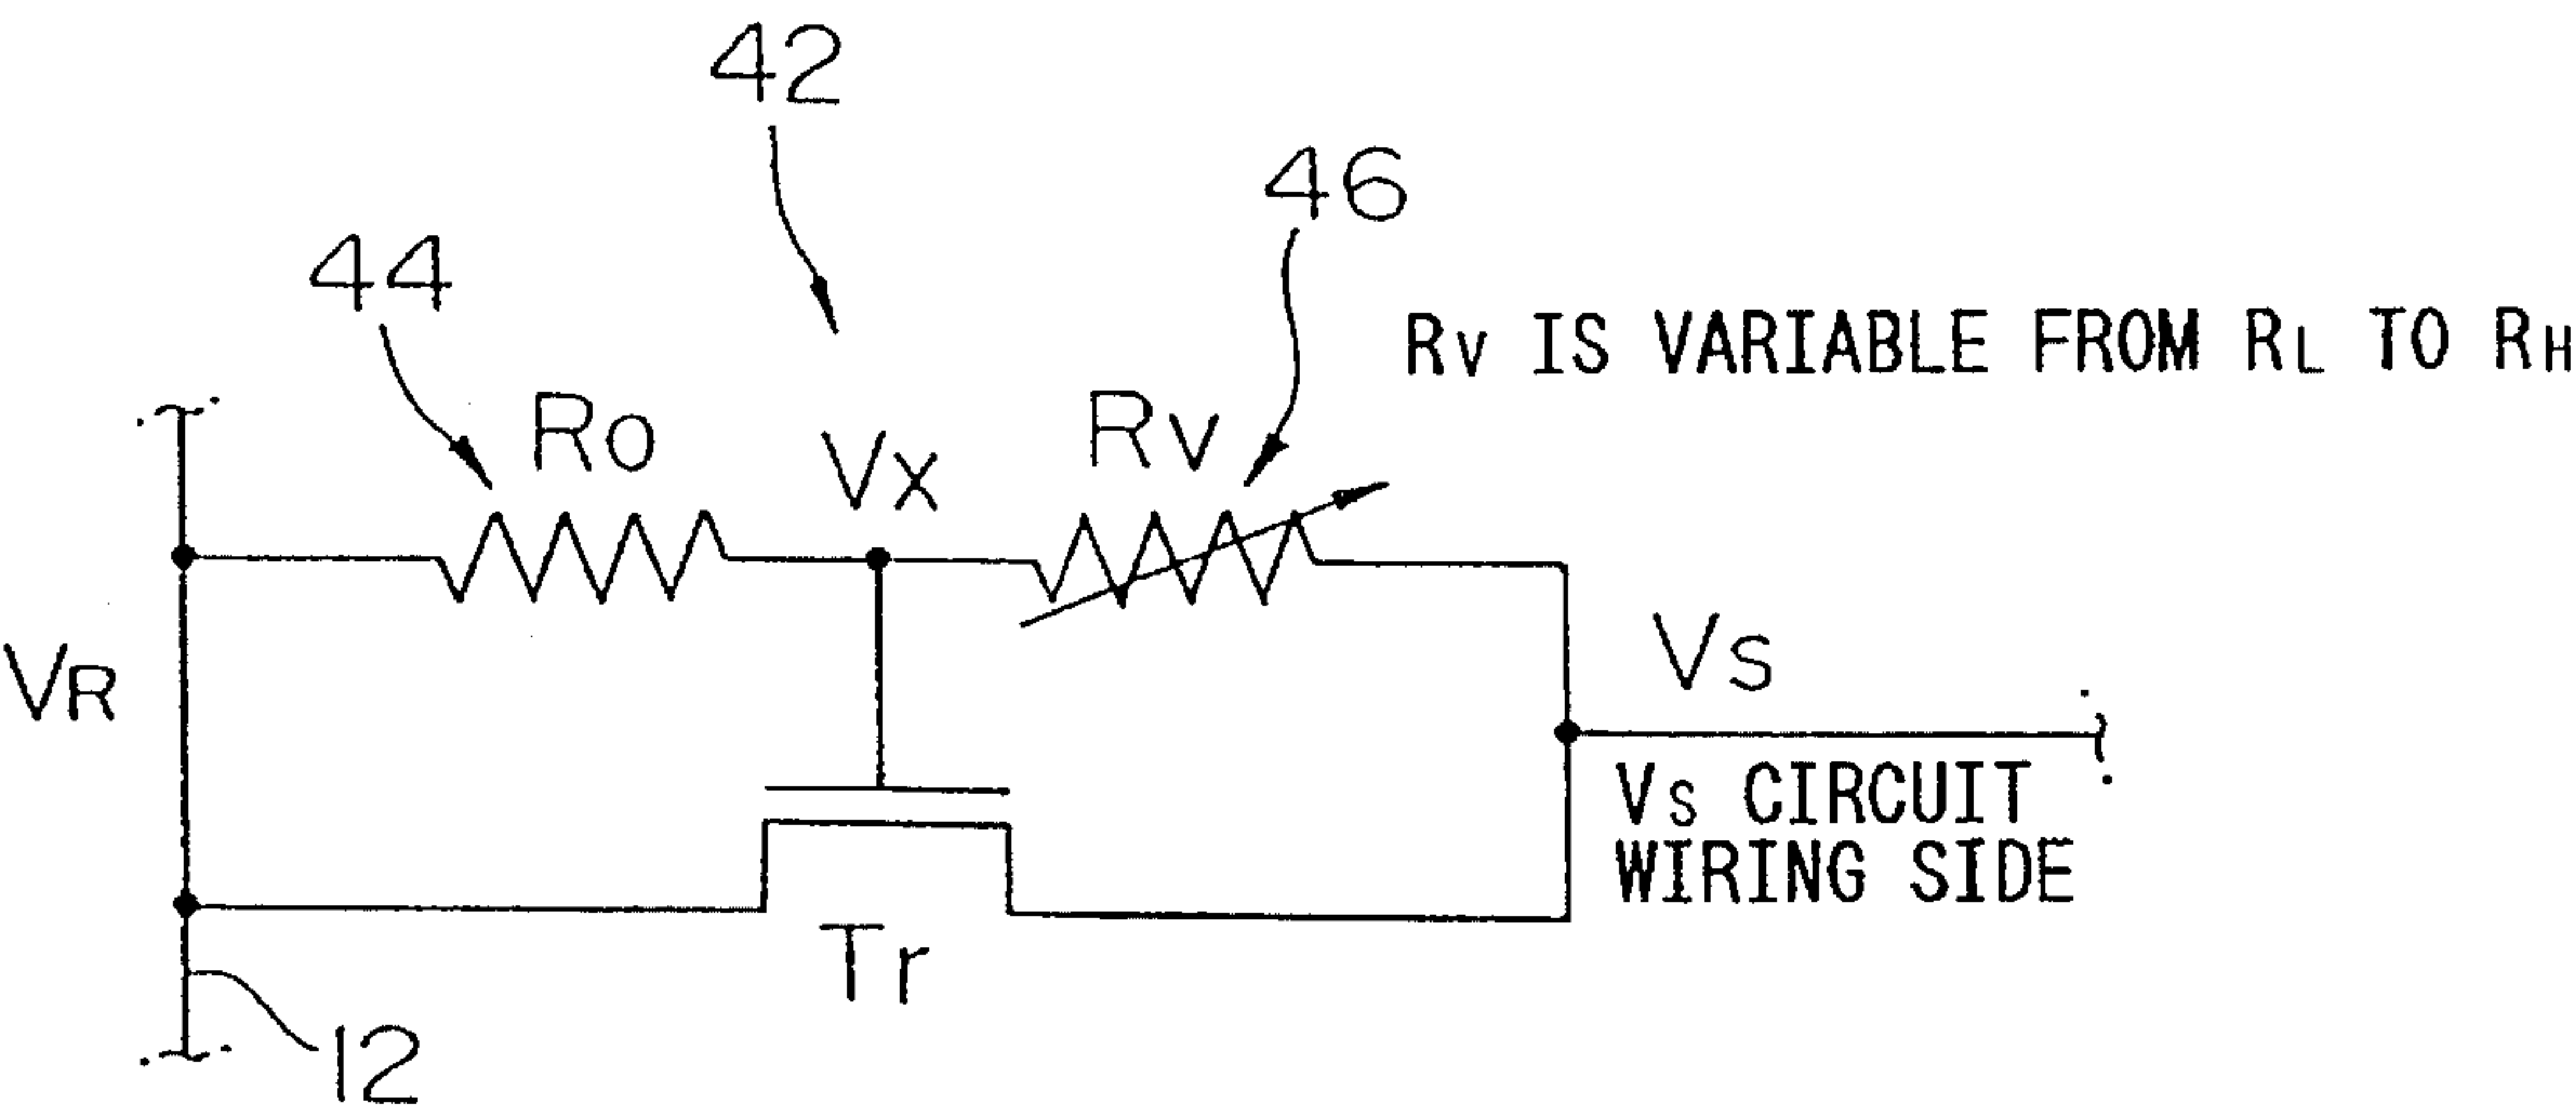 42
46
44
RV IS VARIABLE FROM RL TO RH
RO
VX
RV
VR
VS
VS CIRCUIT
WIRING SIDE
Tr
12